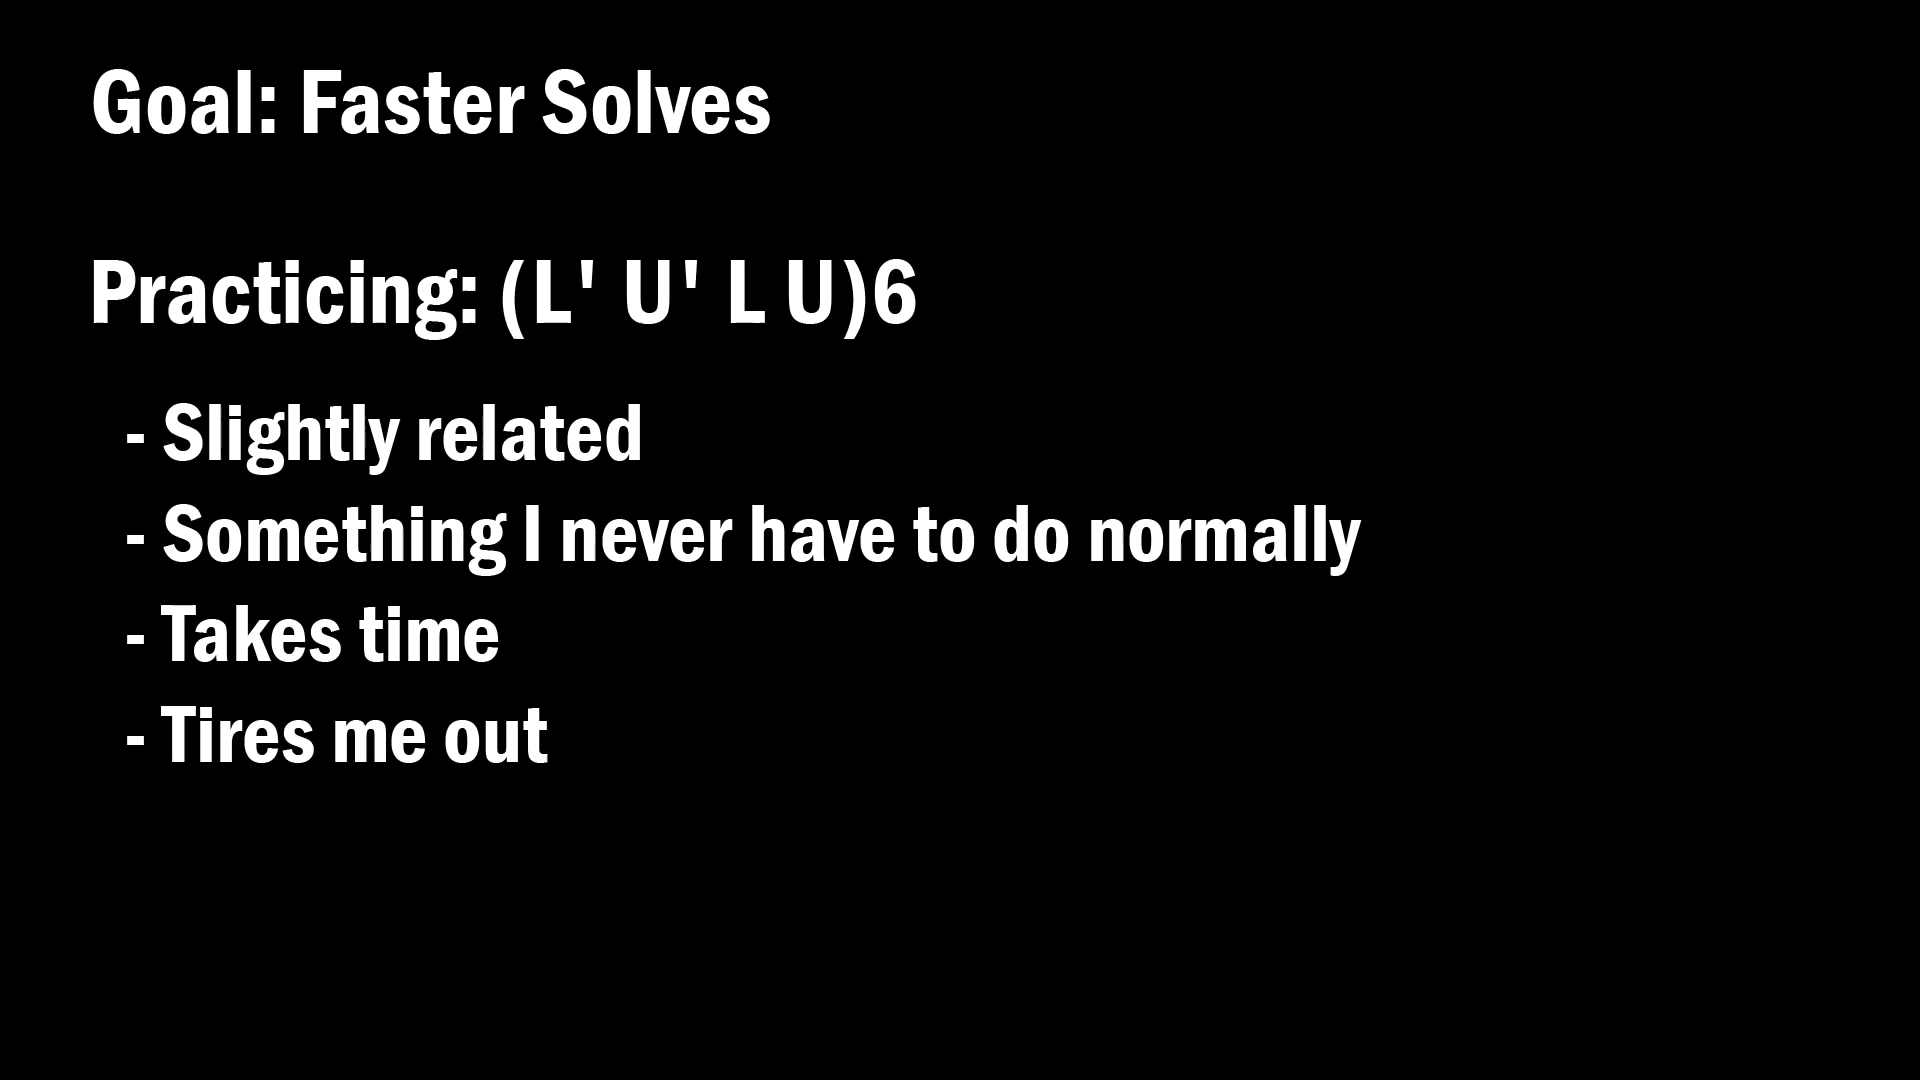 Goal: Faster Solves
Practicing: (L' U' L U)6
- Slightly related
- Something I never have to do normally
- Takes time
- Tires me out